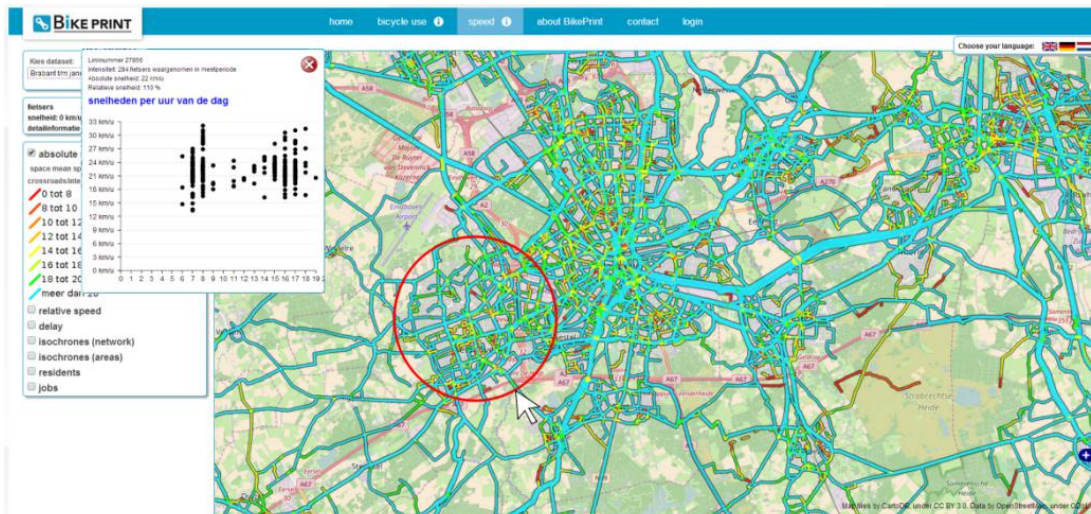 BIKE PRINT
home bicycle use speed about BikePrint contact login
Choose your language:
Kies dataset:
Brabant t/m jan
fietsers
snelheid: 0 km/u
detailinformatie
Linknummer 27856
Intensiteit: 284 fietsers waargenomen in meetperiode
Absolute snelheid: 22 km/u
Relatieve snelheid: 110 %
snelheden per uur van de dag
33 km/u
30 km/u
27 km/u
24 km/u
21 km/u
18 km/u
15 km/u
12 km/u
9 km/u
6 km/u
3 km/u
0 km/u
0 1 2 3 4 5 6 7 8 9 10 11 12 13 14 15 16 17 18 19
absolute
space mean sp
crossroads/inte
0 tot 8
8 tot 10
10 tot 12
12 tot 14
14 tot 16
16 tot 18
18 tot 20
meer dan 20
relative speed
delay
isochrones (network)
isochrones (areas)
residents
jobs
A58
A58
A2
A270
Eindhoven
Airport
A67
A67
A67
A67
A67
Strabrechtse
Heide
Map tiles by CartoDB, under CC BY 3.0. Data by OpenStreetMap, under